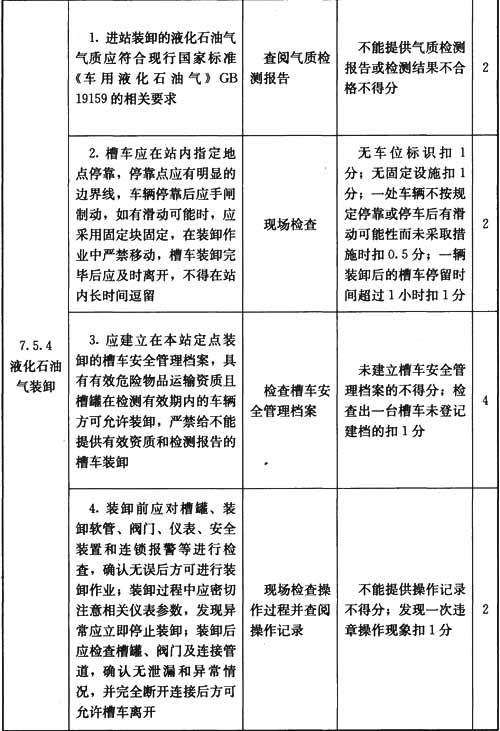 7.5.4
液化石油
气装卸
1. 进站装卸的液化石油气
气质应符合现行国家标准
《车用液化石油气》GB
19159 的相关要求
查阅气质检
测报告
不能提供气质检测
报告或检测结果不合
格不得分
2
2. 槽车应在站内指定地
点停靠，停靠点应有明显的
边界线，车辆停靠后应手闸
制动，如有滑动可能时，应
采用固定块固定，在装卸作
业中严禁移动，槽车装卸完
毕后应及时离开，不得在站
内长时间逗留
现场检查
无车位标识扣 1
分；无固定设施扣 1
分；一处车辆不按规
定停靠或停车后有滑
动可能性而未采取措
施时扣 0.5 分；一辆
装卸后的槽车停留时
间超过 1 小时扣 1 分
2
3. 应建立在本站定点装
卸的槽车安全管理档案，具
有有效危险物品运输资质且
槽罐在检测有效期内的车辆
方可允许装卸，严禁给不能
提供有效资质和检测报告的
槽车装卸
检查槽车安
全管理档案
未建立槽车安全管
理档案的不得分；检
查出一台槽车未登记
建档的扣 1 分
4
4. 装卸前应对槽罐、装
卸软管、阀门、仪表、安全
装置和连锁报警等进行检
查，确认无误后方可进行装
卸作业；装卸过程中应密切
注意相关仪表参数，发现异
常应立即停止装卸；装卸后
应检查槽罐、阀门及连接管
道，确认无泄漏和异常情
况，并完全断开连接后方可
允许槽车离开
现场检查操
作过程并查阅
操作记录
不能提供操作记录
不得分；发现一次违
章操作现象扣 1 分
2